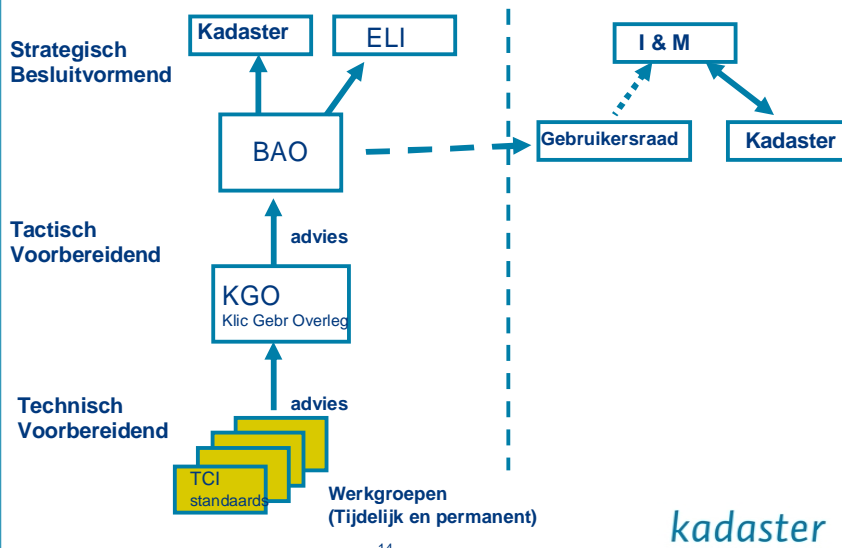 Strategisch
Besluitvormend
Kadaster
ELI
I & M
BAO
Gebruikersraad
Kadaster
Tactisch
Voorbereidend
advies
KGO
Klic Gebr Overleg
Technisch
Voorbereidend
advies
TCI
standaards
Werkgroepen
(Tijdelijk en permanent)
14
kadaster